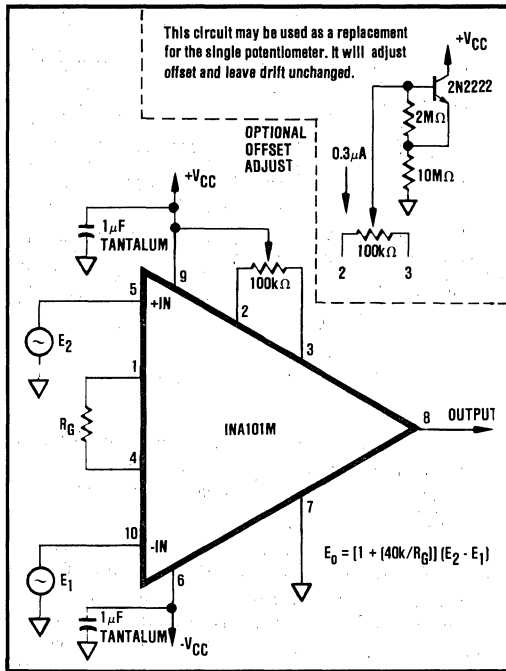 This circuit may be used as a replacement
for the single potentiometer. It will adjust
offset and leave drift unchanged.
+VCC
2N2222
2MΩ
OPTIONAL
OFFSET
ADJUST
0.3μA
10MΩ
+VCC
1μF
TANTALUM
100kΩ
2 3
9
100kΩ
5
+IN
2
E2
3
1
8 OUTPUT
RG
INA101M
4
7
10
-IN
E0 = [1 + (40k/RG)] (E2 - E1)
E1
6
1μF
TANTALUM
-VCC